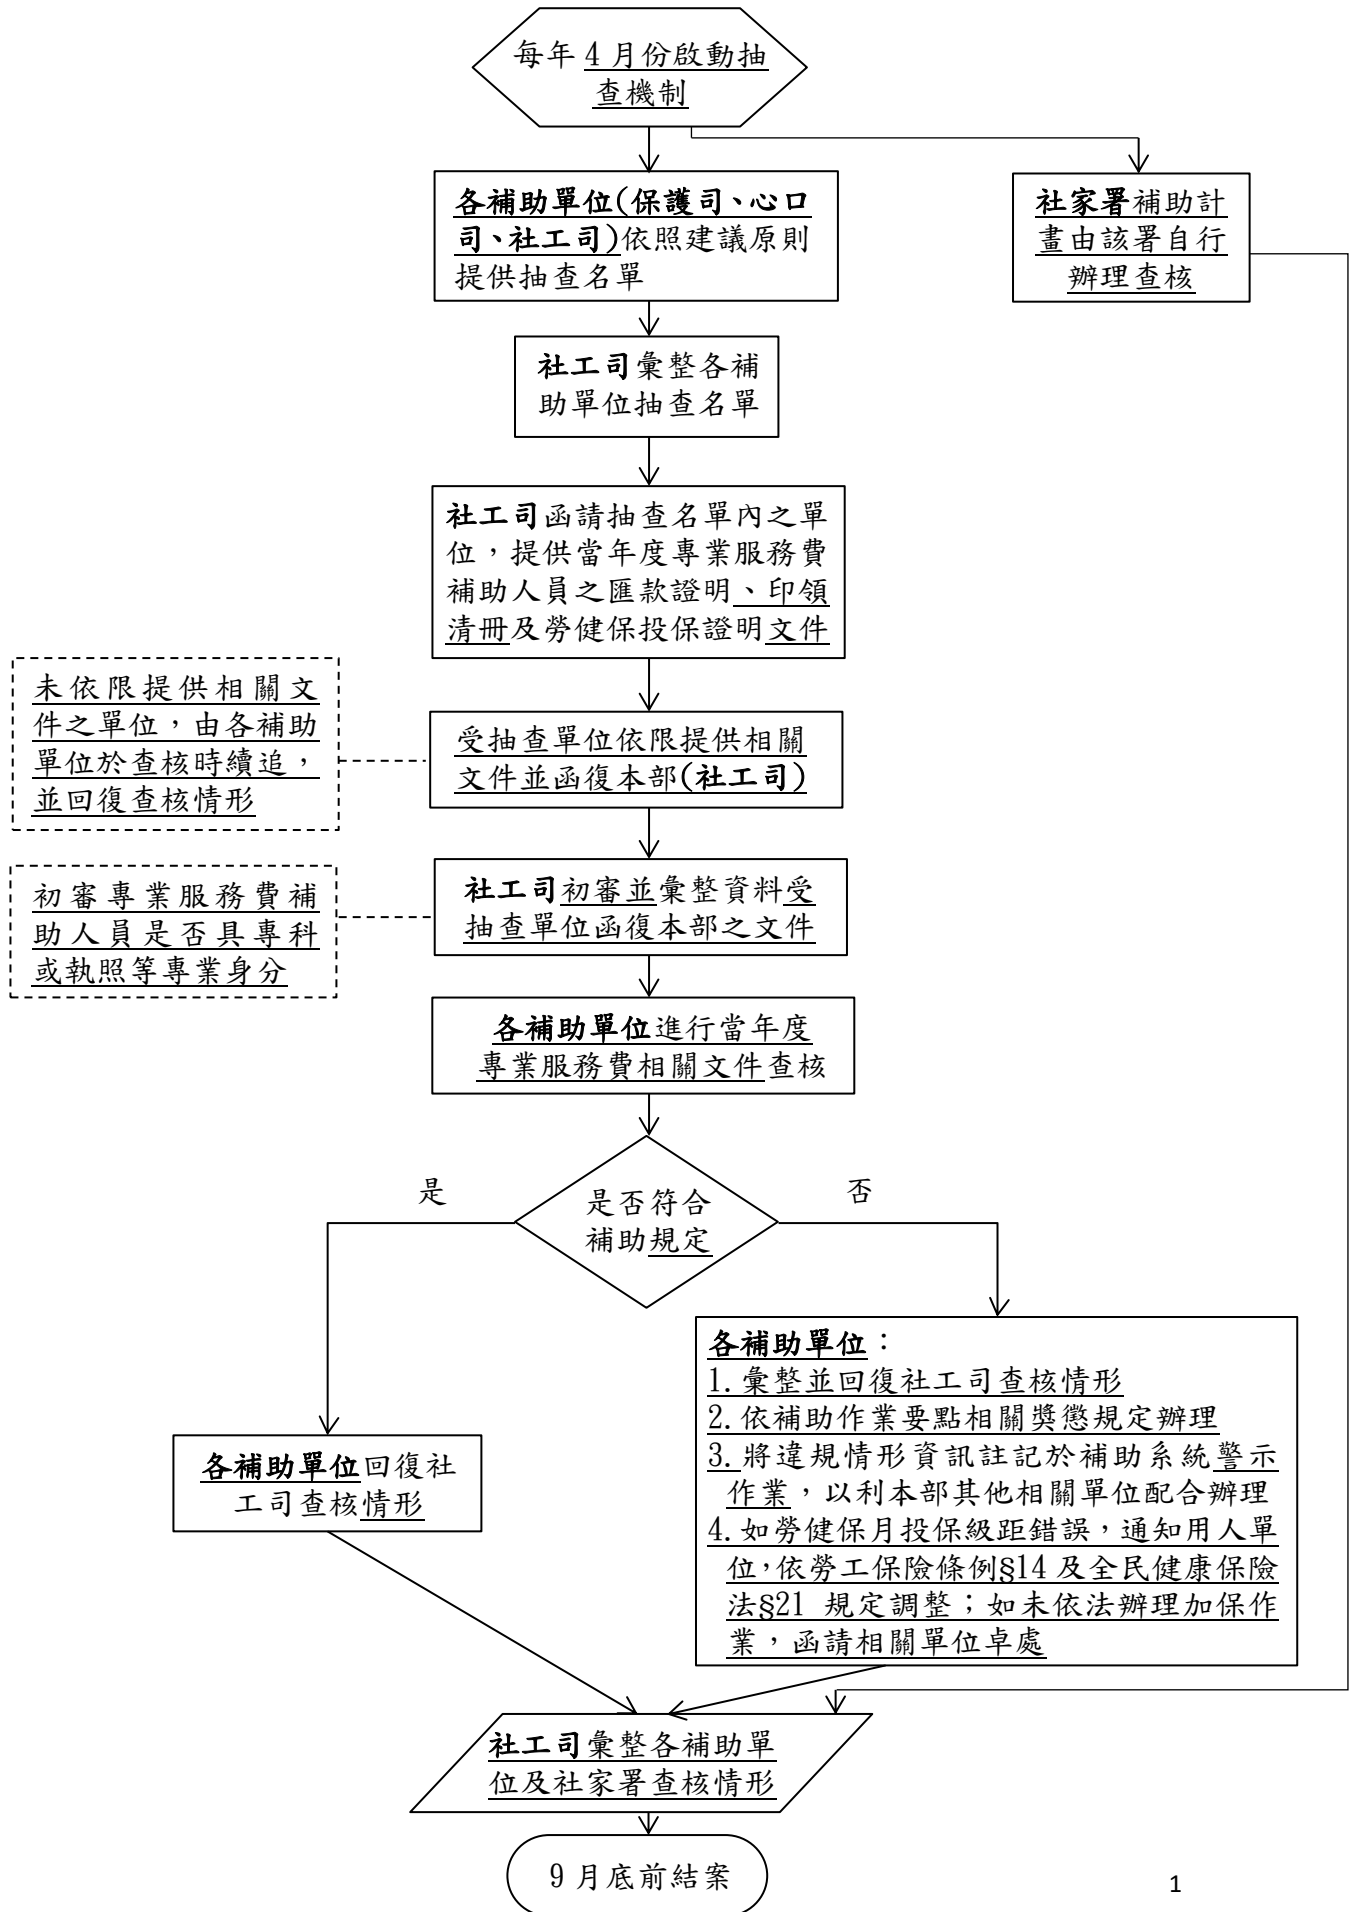 每年 4 月份啟動抽
查機制
各補助單位(保護司、心口
司、社工司)依照建議原則
提供抽查名單
社家署補助計
畫由該署自行
辦理查核
社工司彙整各補
助單位抽查名單
社工司函請抽查名單內之單
位，提供當年度專業服務費
補助人員之匯款證明、印領
清冊及勞健保投保證明文件
未依限提供相關文
件之單位，由各補助
單位於查核時續追，
並回復查核情形
受抽查單位依限提供相關
文件並函復本部(社工司)
初審專業服務費補
助人員是否具專科
或執照等專業身分
社工司初審並彙整資料受
抽查單位函復本部之文件
各補助單位進行當年度
專業服務費相關文件查核
是否符合
補助規定
是
否
各補助單位回復社
工司查核情形
各補助單位：
1. 彙整並回復社工司查核情形
2. 依補助作業要點相關獎懲規定辦理
3. 將違規情形資訊註記於補助系統警示
作業，以利本部其他相關單位配合辦理
4. 如勞健保月投保級距錯誤，通知用人單
位，依勞工保險條例§14 及全民健康保險
法§21 規定調整；如未依法辦理加保作
業，函請相關單位卓處
社工司彙整各補助單
位及社家署查核情形
9 月底前結案
1